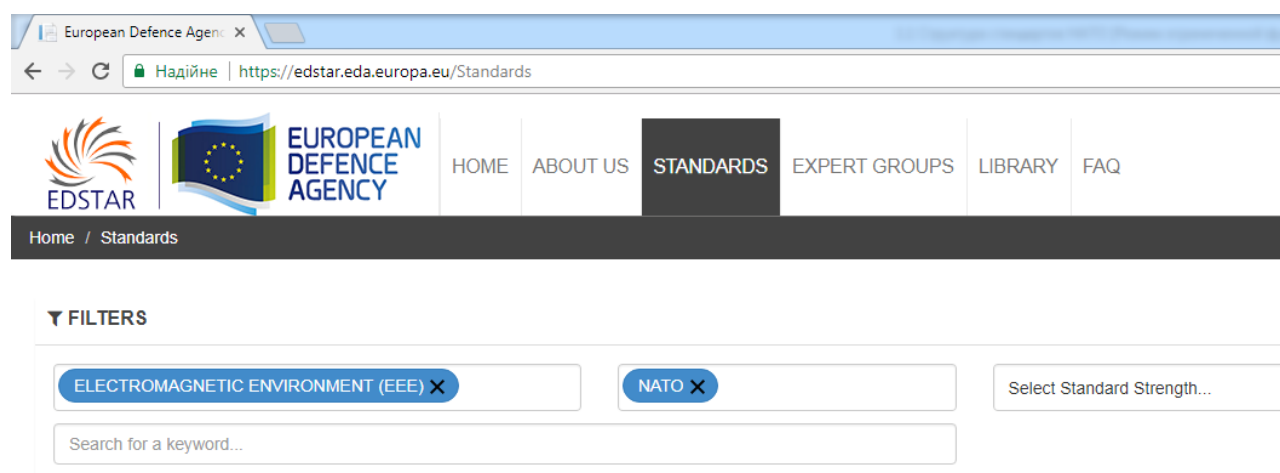 European Defence Agenc
Надійне | https://edstar.eda.europa.eu/Standards
EDSTAR
EUROPEAN
DEFENCE
AGENCY
HOME ABOUT US STANDARDS EXPERT GROUPS LIBRARY FAQ
Home / Standards
FILTERS
ELECTROMAGNETIC ENVIRONMENT (EEE) NATO Select Standard Strength...
Search for a keyword...